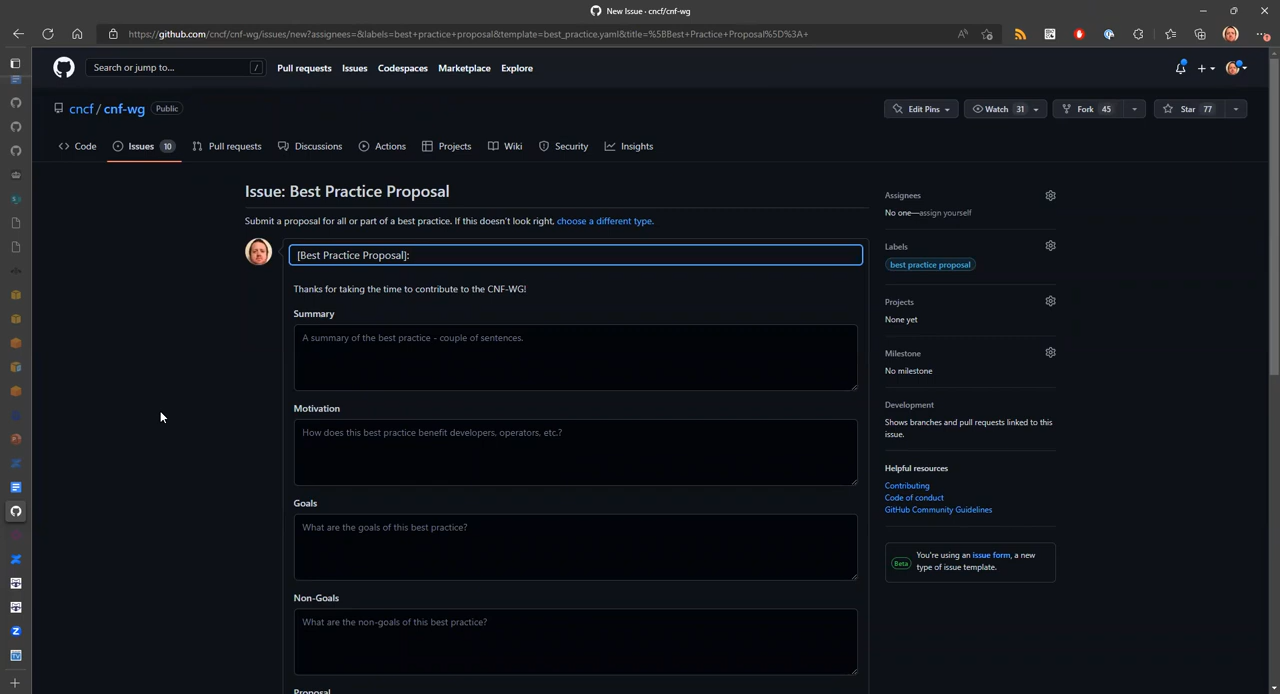 New Issue · cncf/cnf-wg
https://github.com/cncf/cnf-wg/issues/new?assignees=&labels=best+practice+proposal&template=best_practice.yaml&title=%5BBest+Practice+Proposal%5D%3A+
Search or jump to...
/
Pull requests
Issues
Codespaces
Marketplace
Explore
cncf / cnf-wg
Public
Edit Pins
Watch 31
Fork 45
Star 77
Code
Issues 10
Pull requests
Discussions
Actions
Projects
Wiki
Security
Insights
Issue: Best Practice Proposal
Submit a proposal for all or part of a best practice. If this doesn't look right, choose a different type.
[Best Practice Proposal]:
Thanks for taking the time to contribute to the CNF-WG!
Summary
A summary of the best practice - couple of sentences.
Motivation
How does this best practice benefit developers, operators, etc.?
Goals
What are the goals of this best practice?
Non-Goals
What are the non-goals of this best practice?
Proposal
Assignees
No one—assign yourself
Labels
best practice proposal
Projects
None yet
Milestone
No milestone
Development
Shows branches and pull requests linked to this
issue.
Helpful resources
Contributing
Code of conduct
GitHub Community Guidelines
Beta
You're using an issue form, a new
type of issue template.